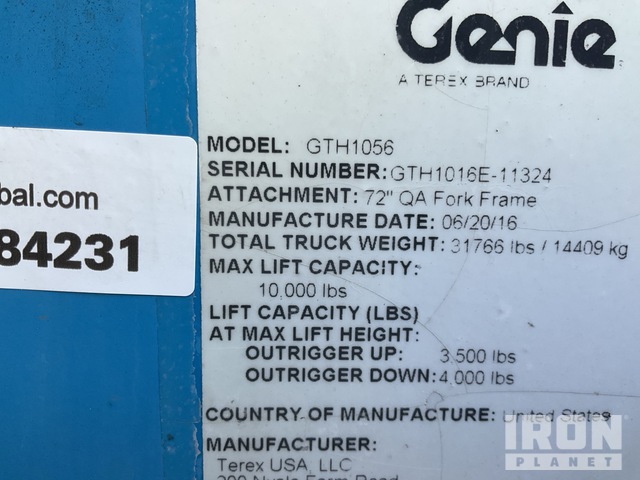 Genie
A TEREX BRAND
bal.com
84231
MODEL: GTH1056
SERIAL NUMBER: GTH1016E-11324
ATTACHMENT: 72" QA Fork Frame
MANUFACTURE DATE: 06/20/16
TOTAL TRUCK WEIGHT: 31766 lbs / 14409 kg
MAX LIFT CAPACITY:
10,000 lbs
LIFT CAPACITY (LBS)
AT MAX LIFT HEIGHT:
OUTRIGGER UP: 3,500 lbs
OUTRIGGER DOWN: 4,000 lbs
COUNTRY OF MANUFACTURE: United States
MANUFACTURER:
Terex USA, LLC
IRON
PLANET